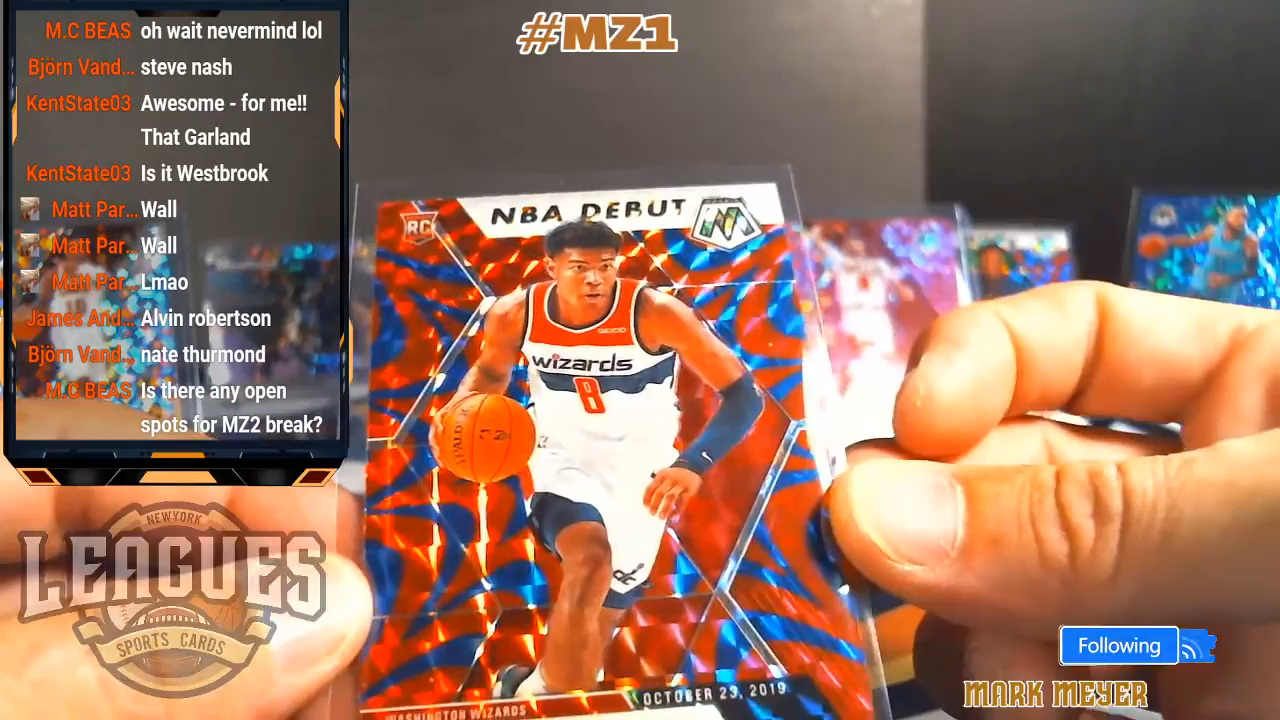 #MZ1
M.C BEAS oh wait nevermind lol
Björn Vand... steve nash
KentState03 Awesome - for me!!
That Garland
KentState03 Is it Westbrook
Matt Par... Wall
Matt Par... Wall
Matt Par... Lmao
James And... Alvin robertson
Björn Vand... nate thurmond
M.C BEAS Is there any open
spots for MZ2 break?
NBA DEBUT
RC
GEICO
wizards
8
SPALDING
OCTOBER 23, 2019
WASHINGTON WIZARDS
NEWYORK
LEAGUES
SPORTS CARDS
Following
MARK MEYER